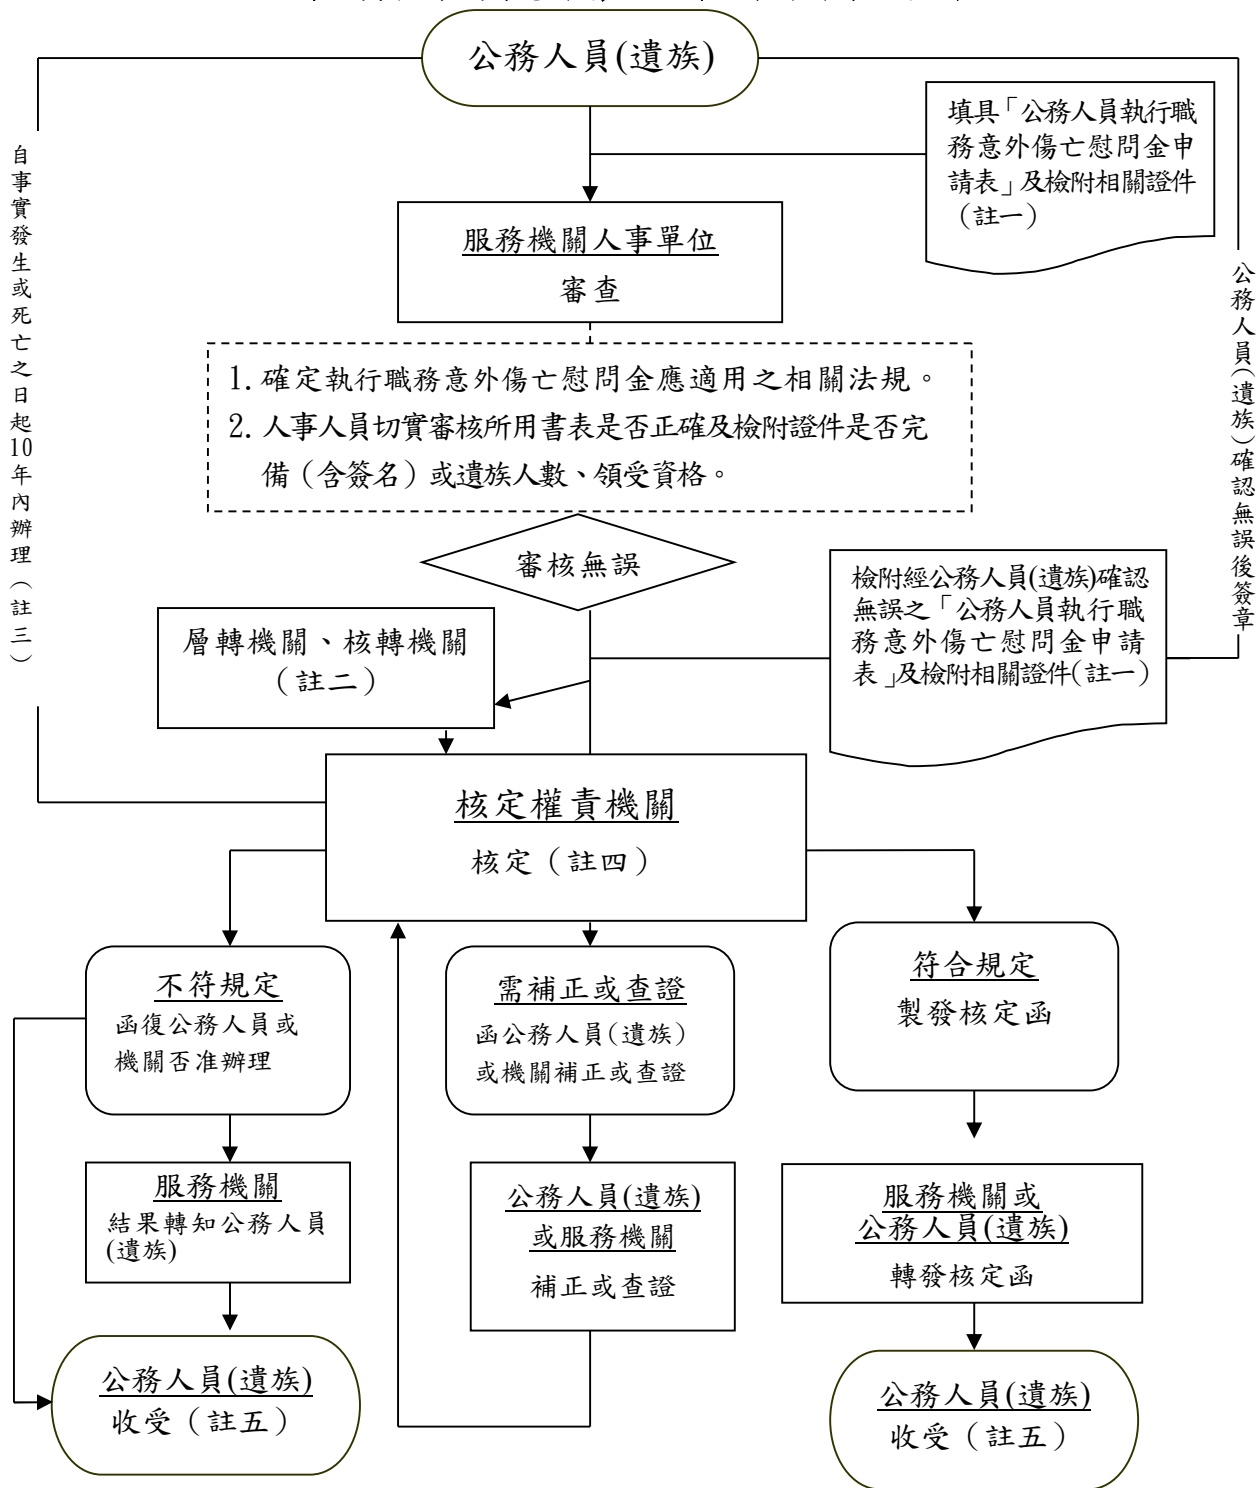 公務人員(遺族)
填具「公務人員執行職
務意外傷亡慰問金申
請表」及檢附相關證件
（註一）
自事實發生或死亡之日起10年內辦理（註三）
服務機關人事單位
審查
公務人員(遺族)確認無誤後簽章
1. 確定執行職務意外傷亡慰問金應適用之相關法規。
2. 人事人員切實審核所用書表是否正確及檢附證件是否完
備（含簽名）或遺族人數、領受資格。
審核無誤
檢附經公務人員(遺族)確認
無誤之「公務人員執行職
務意外傷亡慰問金申請
表」及檢附相關證件(註一)
層轉機關、核轉機關
（註二）
核定權責機關
核定（註四）
不符規定
函復公務人員或
機關否准辦理
需補正或查證
函公務人員(遺族)
或機關補正或查證
符合規定
製發核定函
服務機關
結果轉知公務人員
(遺族)
公務人員(遺族)
或服務機關
補正或查證
服務機關或
公務人員(遺族)
轉發核定函
公務人員(遺族)
收受（註五）
公務人員(遺族)
收受（註五）